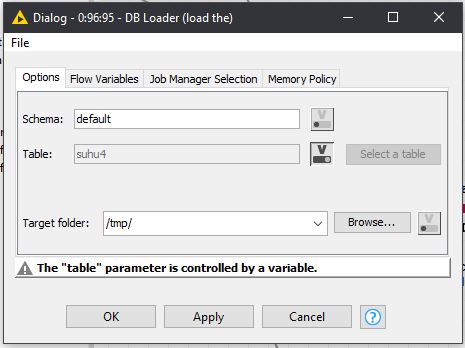 Dialog - 0:96:95 - DB Loader (load the)
File
Options Flow Variables Job Manager Selection Memory Policy
Schema: default V
Table: suhu4 V Select a table
Target folder: /tmp/ Browse... V
The "table" parameter is controlled by a variable.
OK Apply Cancel ?